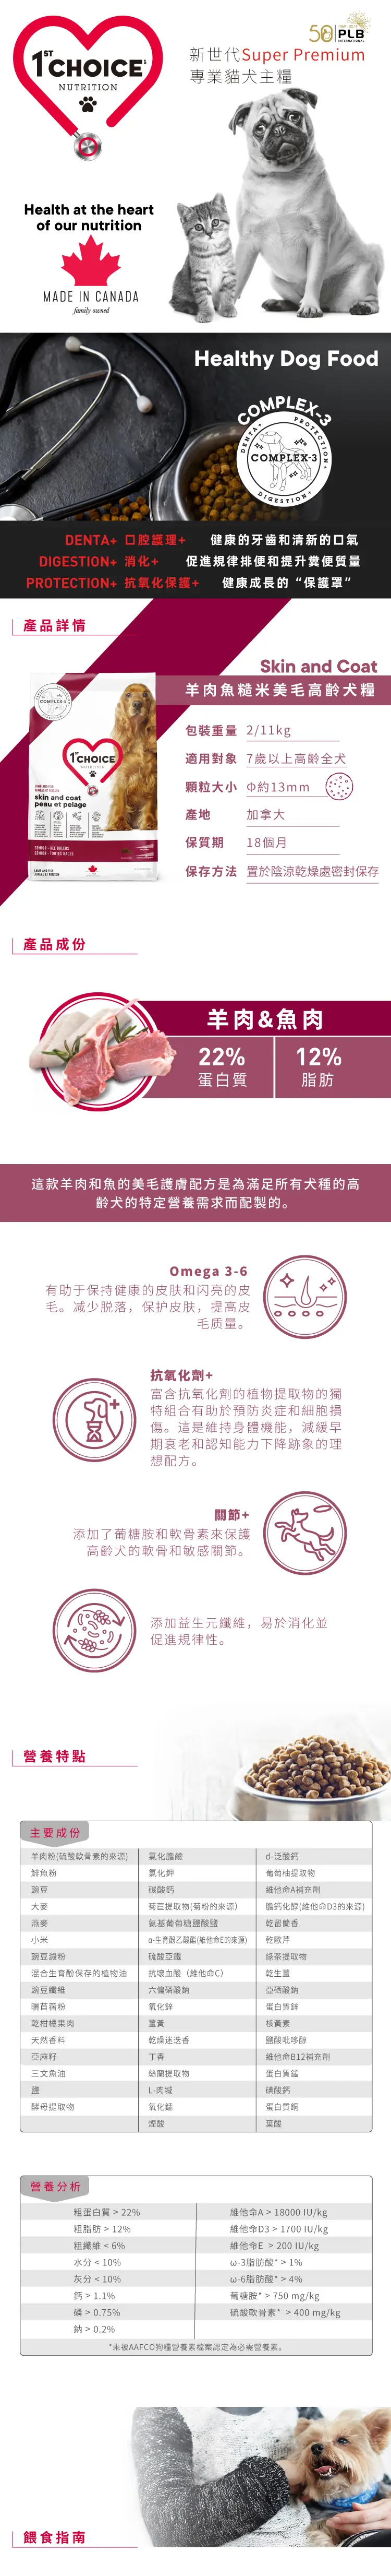 1ST CHOICE
NUTRITION
50 PLB
INTERNATIONAL
新世代Super Premium
專業貓犬主糧
Health at the heart
of our nutrition
MADE IN CANADA
family owned
Healthy Dog Food
COMPLEX-3
DENTA+
PROTECTION+
COMPLEX-3
DIGESTION+
DENTA+ 口腔護理+ 健康的牙齒和清新的口氣
DIGESTION+ 消化+ 促進規律排便和提升糞便質量
PROTECTION+ 抗氧化保護+ 健康成長的“保護罩”
產品詳情
Skin and Coat
羊肉魚糙米美毛高齡犬糧
COMPLEX-3
1ST CHOICE
NUTRITION
skin and coat
peau et pelage
SENIOR - ALL BREEDS
SENIOR - TOUTES RACES
包裝重量 2/11kg
適用對象 7歲以上高齡全犬
顆粒大小 Φ約13mm
產地 加拿大
保質期 18個月
保存方法 置於陰涼乾燥處密封保存
產品成份
羊肉&魚肉
22% 蛋白質
12% 脂肪
這款羊肉和魚的美毛護膚配方是為滿足所有犬種的高
齡犬的特定營養需求而配製的。
Omega 3-6
有助于保持健康的皮肤和闪亮的皮
毛。减少脱落，保护皮肤，提高皮
毛质量。
抗氧化劑+
富含抗氧化劑的植物提取物的獨
特組合有助於預防炎症和細胞損
傷。這是維持身體機能，減緩早
期衰老和認知能力下降跡象的理
想配方。
關節+
添加了葡糖胺和軟骨素來保護
高齡犬的軟骨和敏感關節。
添加益生元纖維，易於消化並
促進規律性。
營養特點
主要成份
羊肉粉(硫酸軟骨素的來源) 氯化膽鹼 d-泛酸鈣
鯡魚粉 氯化鉀 葡萄柚提取物
豌豆 碳酸鈣 維他命A補充劑
大麥 菊苣提取物(菊粉的來源） 膽鈣化醇(維他命D3的來源)
燕麥 氨基葡萄糖鹽酸鹽 乾留蘭香
小米 α-生育酚乙酸酯(維他命E的來源) 乾歐芹
豌豆澱粉 硫酸亞鐵 綠茶提取物
混合生育酚保存的植物油 抗壞血酸（維他命C） 乾生薑
豌豆纖維 六偏磷酸鈉 亞硒酸鈉
曬苜蓿粉 氧化鋅 蛋白質鋅
乾柑橘果肉 薑黃 核黃素
天然香料 乾燥迷迭香 鹽酸吡哆醇
亞麻籽 丁香 維他命B12補充劑
三文魚油 絲蘭提取物 蛋白質錳
鹽 L-肉堿 碘酸鈣
酵母提取物 氧化錳 蛋白質銅
煙酸 葉酸
營養分析
粗蛋白質 > 22% 維他命A > 18000 IU/kg
粗脂肪 > 12% 維他命D3 > 1700 IU/kg
粗纖維 < 6% 維他命E > 200 IU/kg
水分 < 10% ω-3脂肪酸* > 1%
灰分 < 10% ω-6脂肪酸* > 4%
鈣 > 1.1% 葡糖胺* > 750 mg/kg
磷 > 0.75% 硫酸軟骨素* > 400 mg/kg
鈉 > 0.2%
*未被AAFCO狗糧營養素檔案認定為必需營養素。
餵食指南